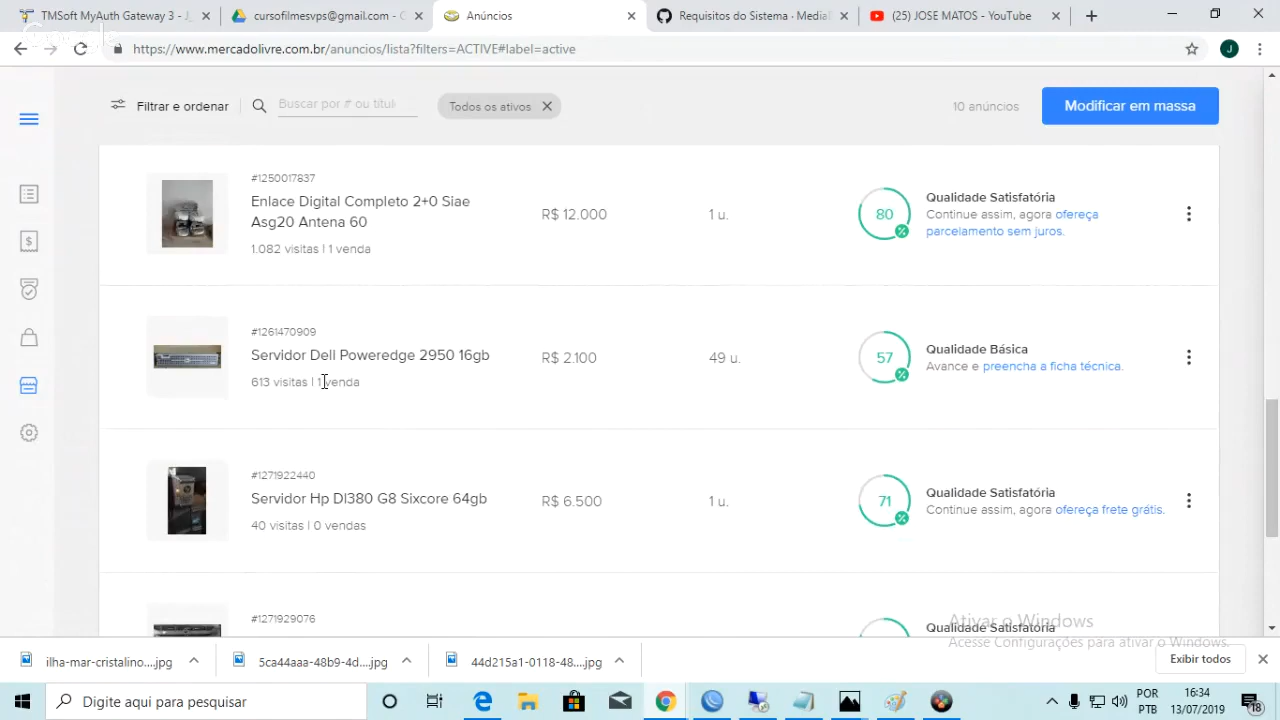 TMSoft MyAuth Gateway 3 - J
cursofilmesvps@gmail.com - G
Anúncios
Requisitos do Sistema · MediaB
(25) JOSE MATOS - YouTube
https://www.mercadolivre.com.br/anuncios/lista?filters=ACTIVE#label=active
J
Filtrar e ordenar
Buscar por # ou título
Todos os ativos
10 anúncios
Modificar em massa
#1250017837
Enlace Digital Completo 2+0 Siae
Asg20 Antena 60
1.082 visitas | 1 venda
R$ 12.000
1 u.
80
Qualidade Satisfatória
Continue assim, agora ofereça
parcelamento sem juros.
#1261470909
Servidor Dell Poweredge 2950 16gb
613 visitas | 1 venda
R$ 2.100
49 u.
57
Qualidade Básica
Avance e preencha a ficha técnica.
#1271922440
Servidor Hp Dl380 G8 Sixcore 64gb
40 visitas | 0 vendas
R$ 6.500
1 u.
71
Qualidade Satisfatória
Continue assim, agora ofereça frete grátis.
#1271929076
Qualidade Satisfatória
Ativar o Windows
Acesse Configurações para ativar o Windows.
ilha-mar-cristalino....jpg
5ca44aaa-48b9-4d....jpg
44d215a1-0118-48....jpg
Exibir todos
Digite aqui para pesquisar
POR
PTB
16:34
13/07/2019
18